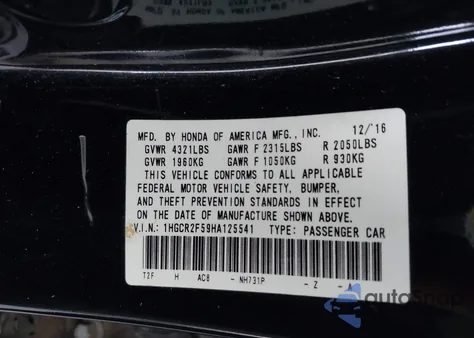 MFD. BY HONDA OF AMERICA MFG., INC. 12/16
GVWR 4321LBS GAWR F 2315LBS R 2050LBS
GVWR 1960KG GAWR F 1050KG R 930KG
THIS VEHICLE CONFORMS TO ALL APPLICABLE
FEDERAL MOTOR VEHICLE SAFETY, BUMPER,
AND THEFT PREVENTION STANDARDS IN EFFECT
ON THE DATE OF MANUFACTURE SHOWN ABOVE.
V.I.N.: 1HGCR2F59HA125541 TYPE: PASSENGER CAR
T2F H AC8 - NH731P - Z - A
autoSnap